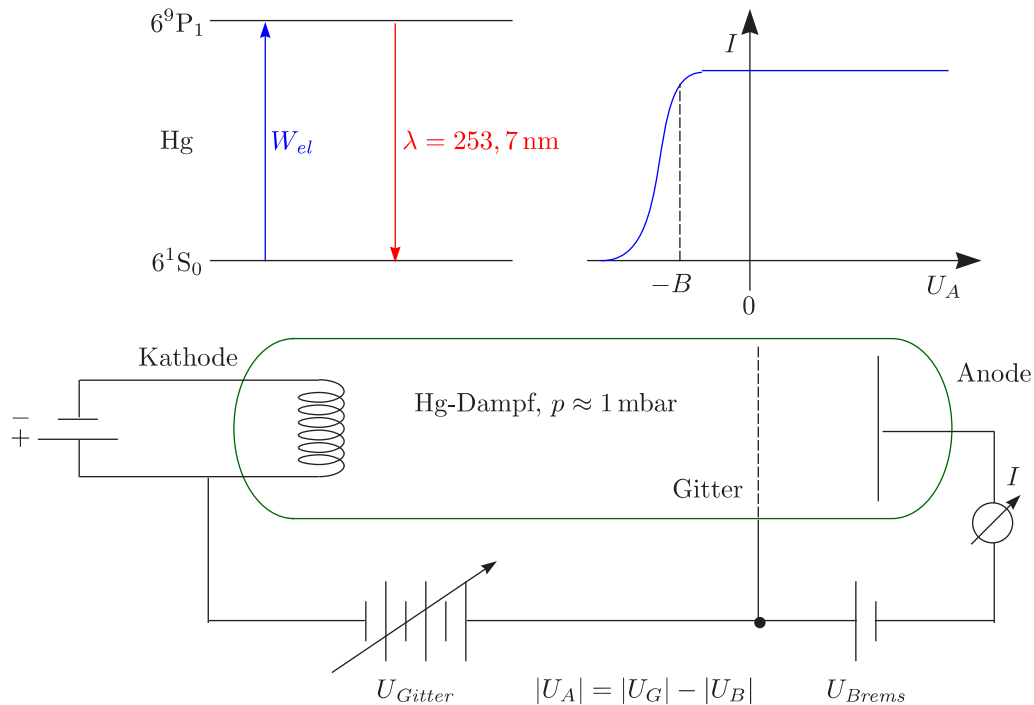 6⁹P₁
Hg
W_el
λ = 253,7 nm
6¹S₀
I
−B
0
U_A
Kathode
Hg-Dampf, p ≈ 1 mbar
Anode
−
+
Gitter
I
U_Gitter
|U_A| = |U_G| − |U_B|
U_Brems